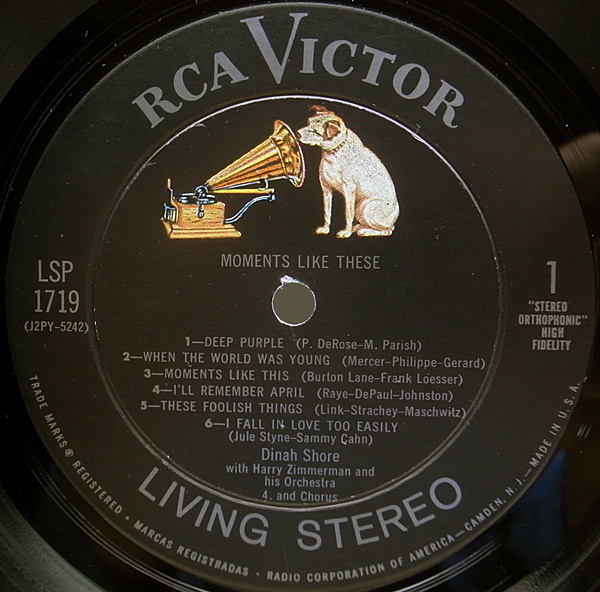 RCA VICTOR
MOMENTS LIKE THESE
LSP
1719
(J2PY-5242)
1
"STEREO
ORTHOPHONIC"
HIGH
FIDELITY
1—DEEP PURPLE (P. DeRose–M. Parish)
2—WHEN THE WORLD WAS YOUNG (Mercer–Philippe–Gerard)
3—MOMENTS LIKE THIS (Burton Lane–Frank Loesser)
4—I'LL REMEMBER APRIL (Raye–DePaul–Johnston)
5—THESE FOOLISH THINGS (Link–Strachey–Maschwitz)
6—I FALL IN LOVE TOO EASILY
(Jule Styne–Sammy Cahn)
Dinah Shore
with Harry Zimmerman and
his Orchestra
4. and Chorus
LIVING STEREO
TRADE MARKS ® REGISTERED • MARCAS REGISTRADAS • RADIO CORPORATION OF AMERICA—CAMDEN, N. J.—MADE IN U.S.A.